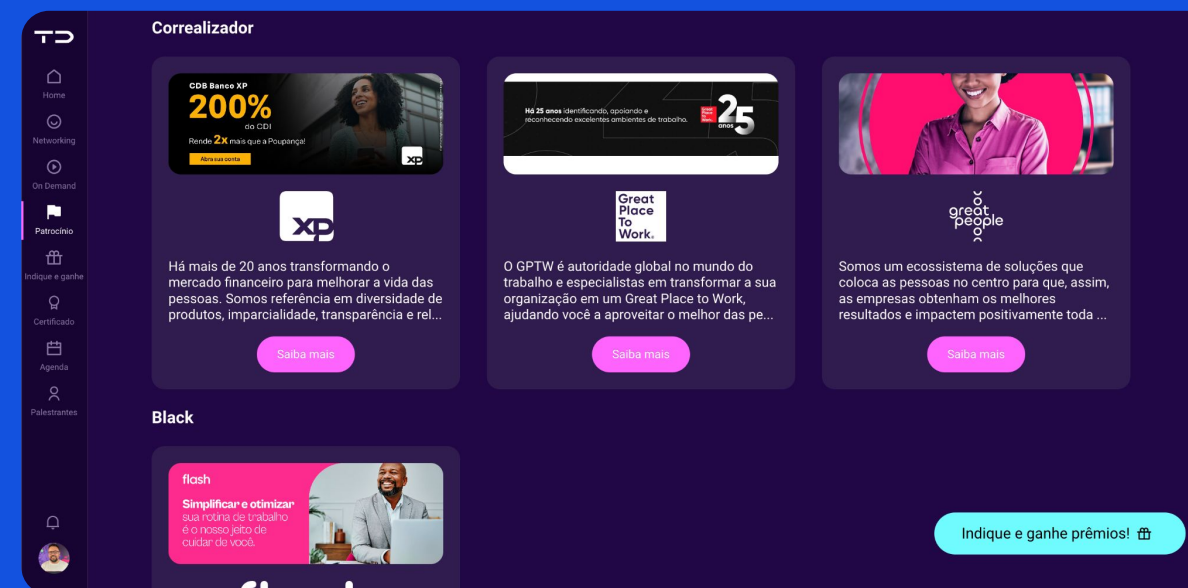 TD
Home
Networking
On Demand
Patrocínio
Indique e ganhe
Certificado
Agenda
Palestrantes
Correalizador
CDB Banco XP
200%
do CDI
Rende 2x mais que a Poupança!
Abra sua conta
XP
XP
Há mais de 20 anos transformando o
mercado financeiro para melhorar a vida das
pessoas. Somos referência em diversidade de
produtos, imparcialidade, transparência e rel...
Saiba mais
Há 25 anos identificando, apoiando e
reconhecendo excelentes ambientes de trabalho.
Great
Place
To
Work.
25
anos
Great
Place
To
Work.
O GPTW é autoridade global no mundo do
trabalho e especialistas em transformar a sua
organização em um Great Place to Work,
ajudando você a aproveitar o melhor das pe...
Saiba mais
great
people
Somos um ecossistema de soluções que
coloca as pessoas no centro para que, assim,
as empresas obtenham os melhores
resultados e impactem positivamente toda ...
Saiba mais
Black
flash
Simplificar e otimizar
sua rotina de trabalho
é o nosso jeito de
cuidar de você.
Indique e ganhe prêmios!